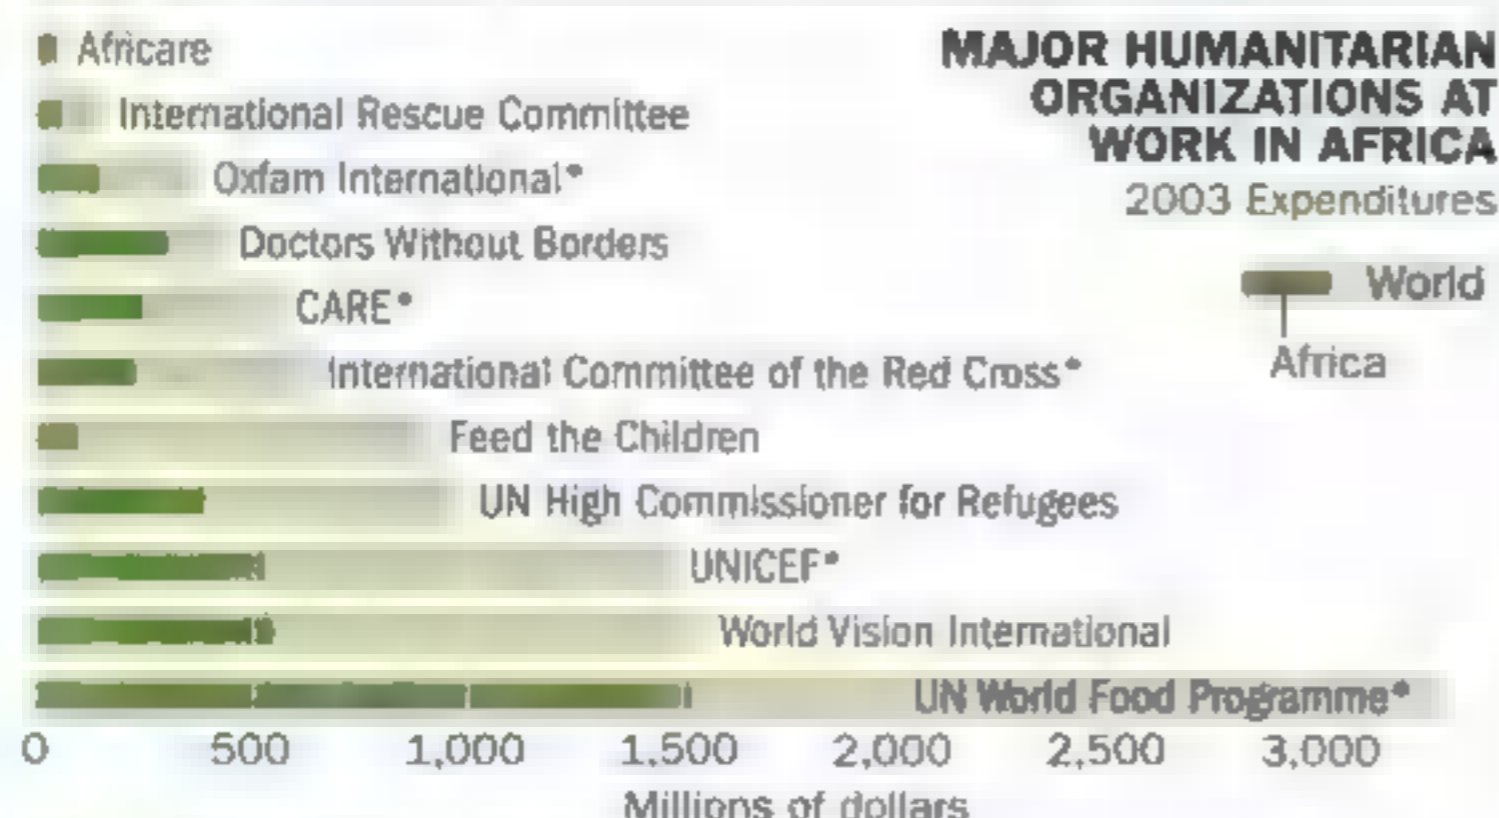 MAJOR HUMANITARIAN
ORGANIZATIONS AT
WORK IN AFRICA
2003 Expenditures
World
Africa
Africare
International Rescue Committee
Oxfam International*
Doctors Without Borders
CARE*
International Committee of the Red Cross*
Feed the Children
UN High Commissioner for Refugees
UNICEF*
World Vision International
UN World Food Programme*
0 500 1,000 1,500 2,000 2,500 3,000
Millions of dollars